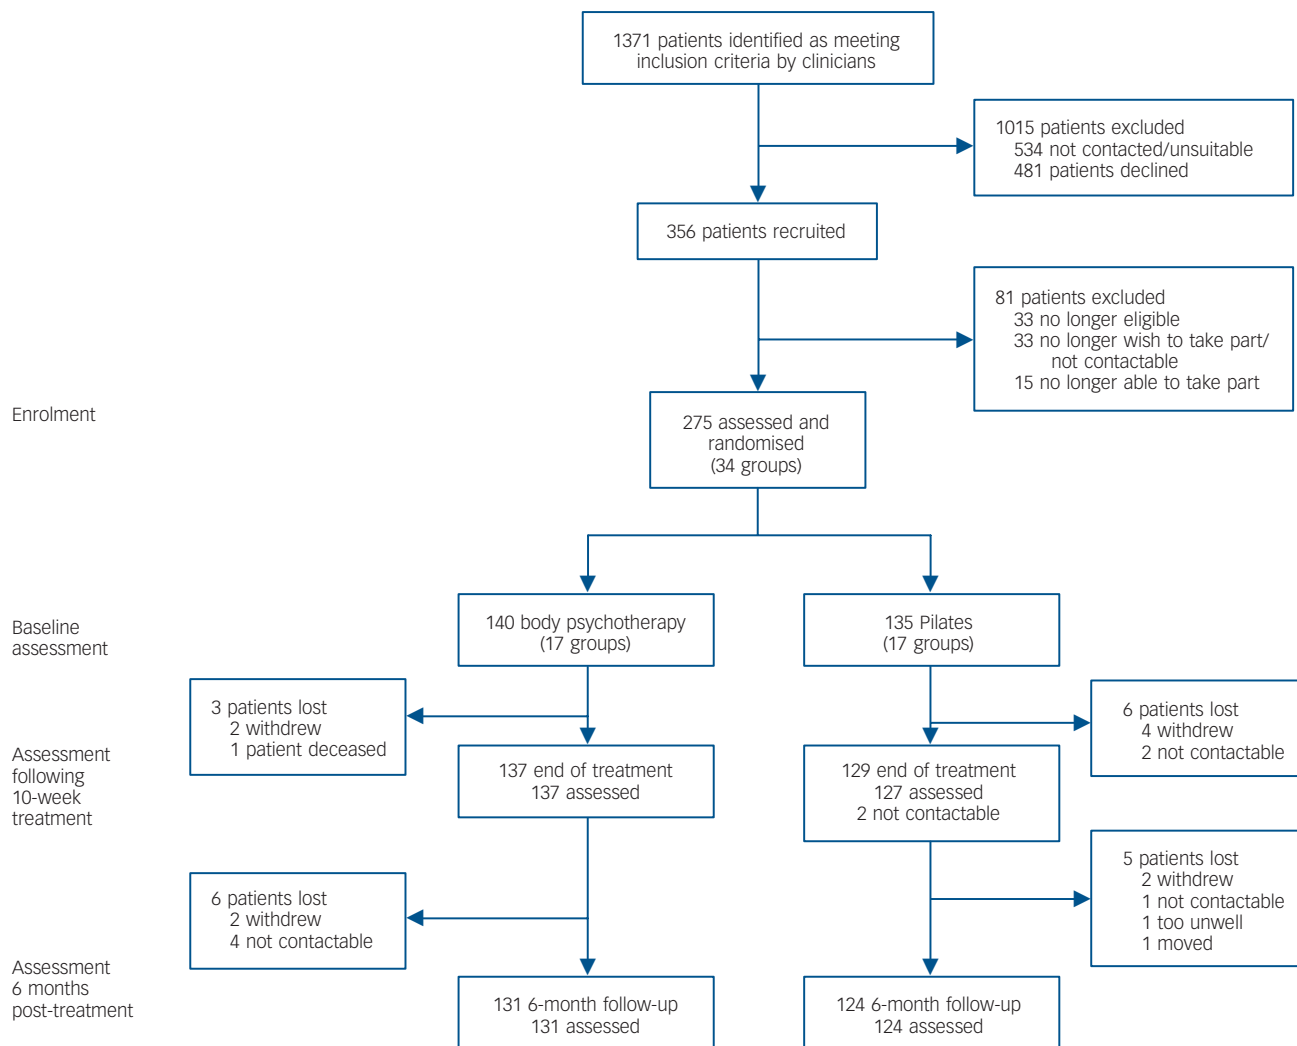 1371 patients identified as meeting
inclusion criteria by clinicians
1015 patients excluded
534 not contacted/unsuitable
481 patients declined
356 patients recruited
81 patients excluded
33 no longer eligible
33 no longer wish to take part/
not contactable
15 no longer able to take part
Enrolment
275 assessed and
randomised
(34 groups)
Baseline
assessment
140 body psychotherapy
(17 groups)
135 Pilates
(17 groups)
3 patients lost
2 withdrew
1 patient deceased
6 patients lost
4 withdrew
2 not contactable
Assessment
following
10-week
treatment
137 end of treatment
137 assessed
129 end of treatment
127 assessed
2 not contactable
6 patients lost
2 withdrew
4 not contactable
5 patients lost
2 withdrew
1 not contactable
1 too unwell
1 moved
Assessment
6 months
post-treatment
131 6-month follow-up
131 assessed
124 6-month follow-up
124 assessed